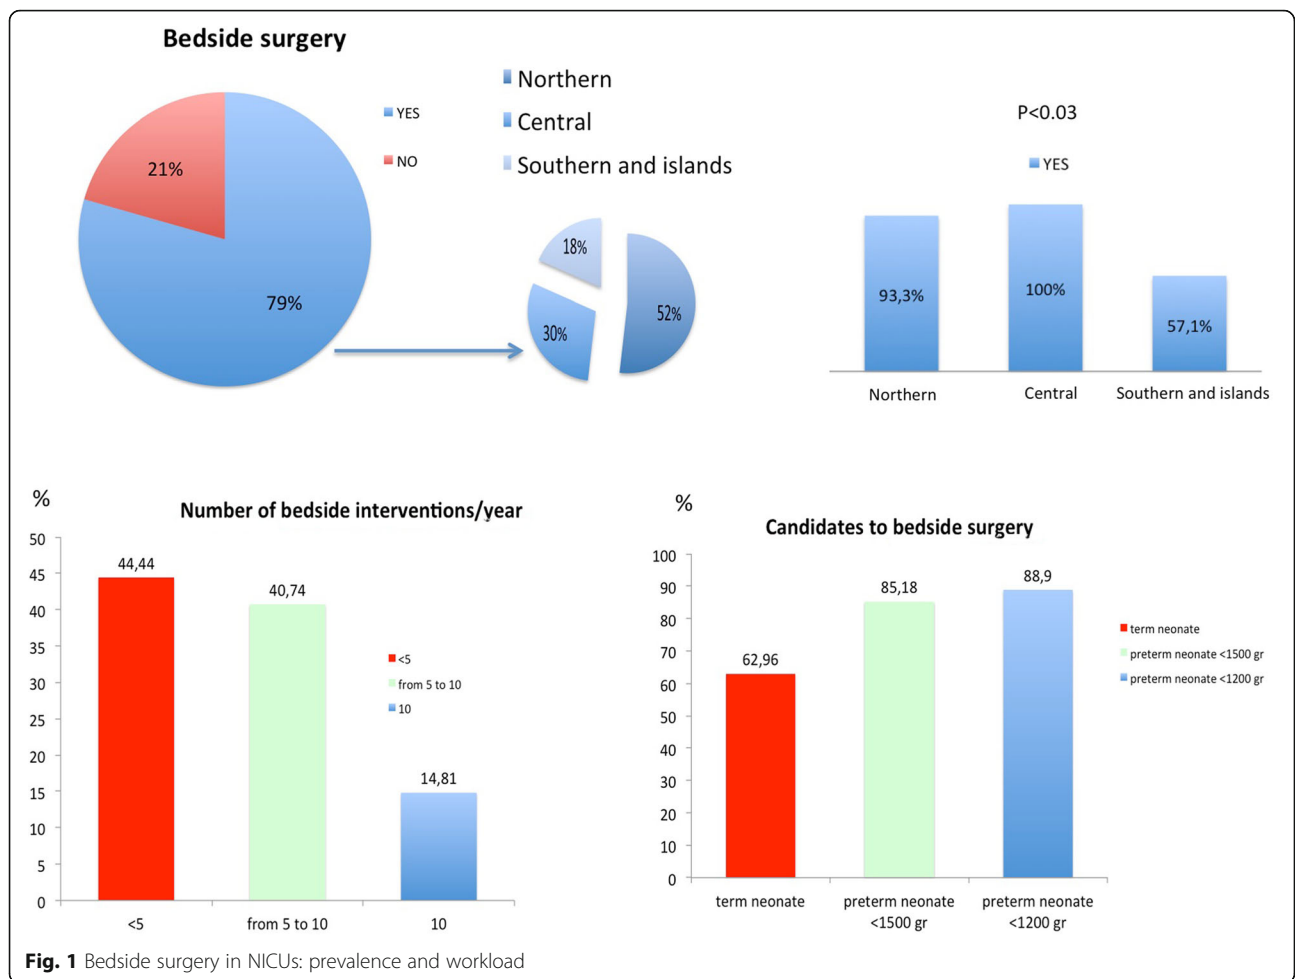 Bedside surgery
YES
NO
21%
79%
Northern
Central
Southern and islands
18%
52%
30%
P<0.03
YES
93,3%
100%
57,1%
Northern
Central
Southern and islands
%
Number of bedside interventions/year
50
45
40
35
30
25
20
15
10
5
0
44,44
40,74
14,81
<5
from 5 to 10
10
<5
from 5 to 10
10
%
Candidates to bedside surgery
100
90
80
70
60
50
40
30
20
10
0
62,96
85,18
88,9
term neonate
preterm neonate <1500 gr
preterm neonate <1200 gr
term neonate
preterm neonate
<1500 gr
preterm neonate
<1200 gr
Fig. 1 Bedside surgery in NICUs: prevalence and workload